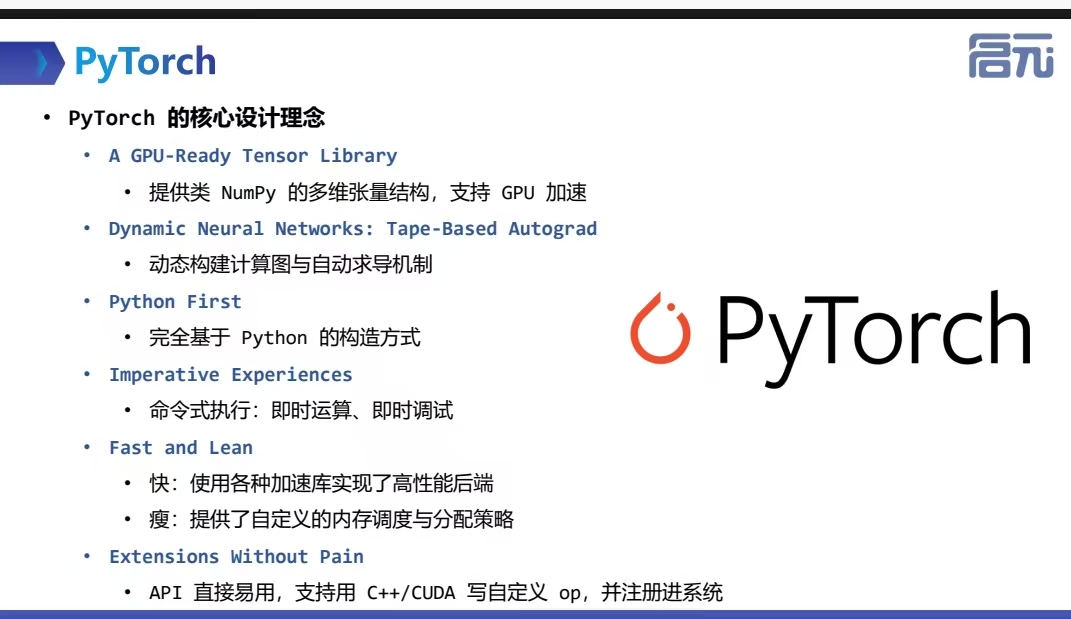 PyTorch
启元
• PyTorch 的核心设计理念
• A GPU-Ready Tensor Library
• 提供类 NumPy 的多维张量结构，支持 GPU 加速
• Dynamic Neural Networks: Tape-Based Autograd
• 动态构建计算图与自动求导机制
• Python First
• 完全基于 Python 的构造方式
• Imperative Experiences
• 命令式执行：即时运算、即时调试
• Fast and Lean
• 快：使用各种加速库实现了高性能后端
• 瘦：提供了自定义的内存调度与分配策略
• Extensions Without Pain
• API 直接易用，支持用 C++/CUDA 写自定义 op，并注册进系统
PyTorch